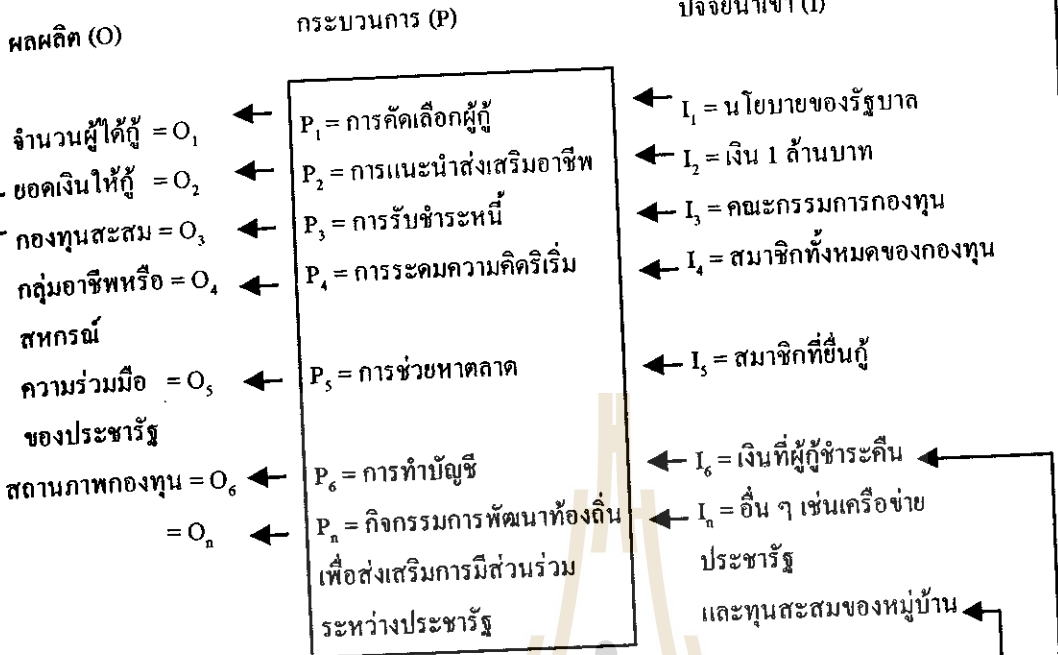 ผลผลิต (O) กระบวนการ (P) ปัจจัยนำเข้า (I)
จำนวนผู้ได้กู้ = O₁ P₁ = การคัดเลือกผู้กู้ I₁ = นโยบายของรัฐบาล
ยอดเงินให้กู้ = O₂ P₂ = การแนะนำส่งเสริมอาชีพ I₂ = เงิน 1 ล้านบาท
กองทุนสะสม = O₃ P₃ = การรับชำระหนี้ I₃ = คณะกรรมการกองทุน
กลุ่มอาชีพหรือ = O₄ P₄ = การระดมความคิดริเริ่ม I₄ = สมาชิกทั้งหมดของกองทุน
สหกรณ์
ความร่วมมือ = O₅ P₅ = การช่วยหาตลาด I₅ = สมาชิกที่ยื่นกู้
ของประชารัฐ
สถานภาพกองทุน = O₆ P₆ = การทำบัญชี I₆ = เงินที่ผู้กู้ชำระคืน
= Oₙ Pₙ = กิจกรรมการพัฒนาท้องถิ่น Iₙ = อื่น ๆ เช่นเครือข่าย
เพื่อส่งเสริมการมีส่วนร่วม ประชารัฐ
ระหว่างประชารัฐ และทุนสะสมของหมู่บ้าน